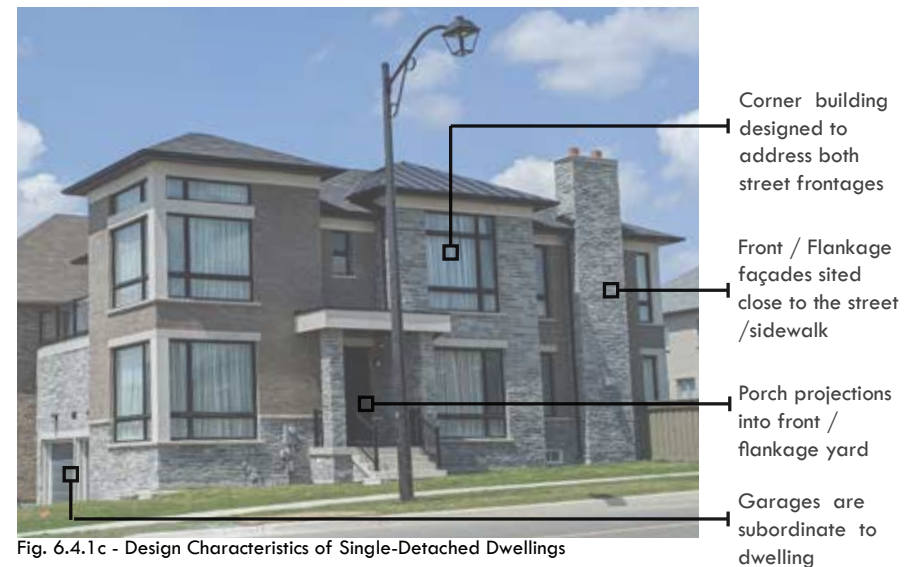 Corner building
designed to
address both
street frontages
Front / Flankage
façades sited
close to the street
/sidewalk
Porch projections
into front /
flankage yard
Garages are
subordinate to
dwelling
Fig. 6.4.1c - Design Characteristics of Single-Detached Dwellings